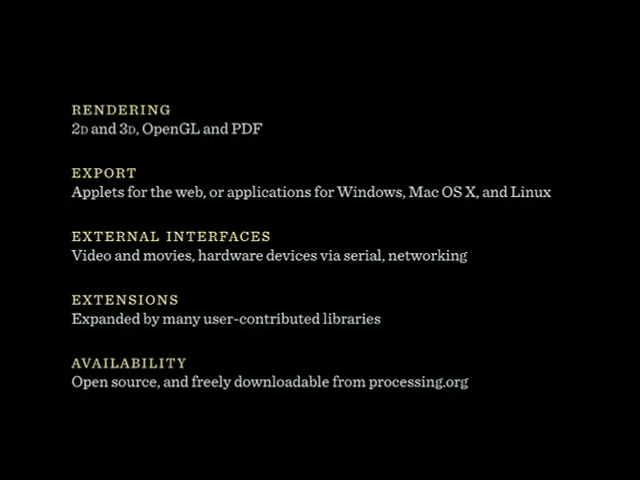 RENDERING
2D and 3D, OpenGL and PDF
EXPORT
Applets for the web, or applications for Windows, Mac OS X, and Linux
EXTERNAL INTERFACES
Video and movies, hardware devices via serial, networking
EXTENSIONS
Expanded by many user-contributed libraries
AVAILABILITY
Open source, and freely downloadable from processing.org